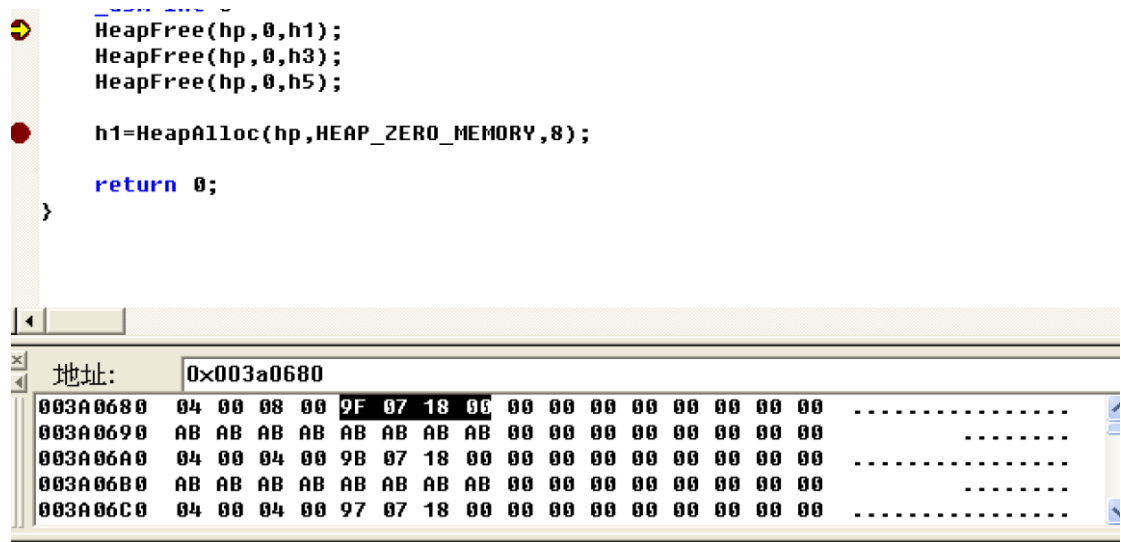 HeapFree(hp,0,h1);
HeapFree(hp,0,h3);
HeapFree(hp,0,h5);
h1=HeapAlloc(hp,HEAP_ZERO_MEMORY,8);
return 0;
}
地址: 0x003a0680
003A0680 04 00 08 00 9F 07 18 00 00 00 00 00 00 00 00 00 ................
003A0690 AB AB AB AB AB AB AB AB 00 00 00 00 00 00 00 00 ........
003A06A0 04 00 04 00 9B 07 18 00 00 00 00 00 00 00 00 00 ................
003A06B0 AB AB AB AB AB AB AB AB 00 00 00 00 00 00 00 00 ........
003A06C0 04 00 04 00 97 07 18 00 00 00 00 00 00 00 00 00 ................